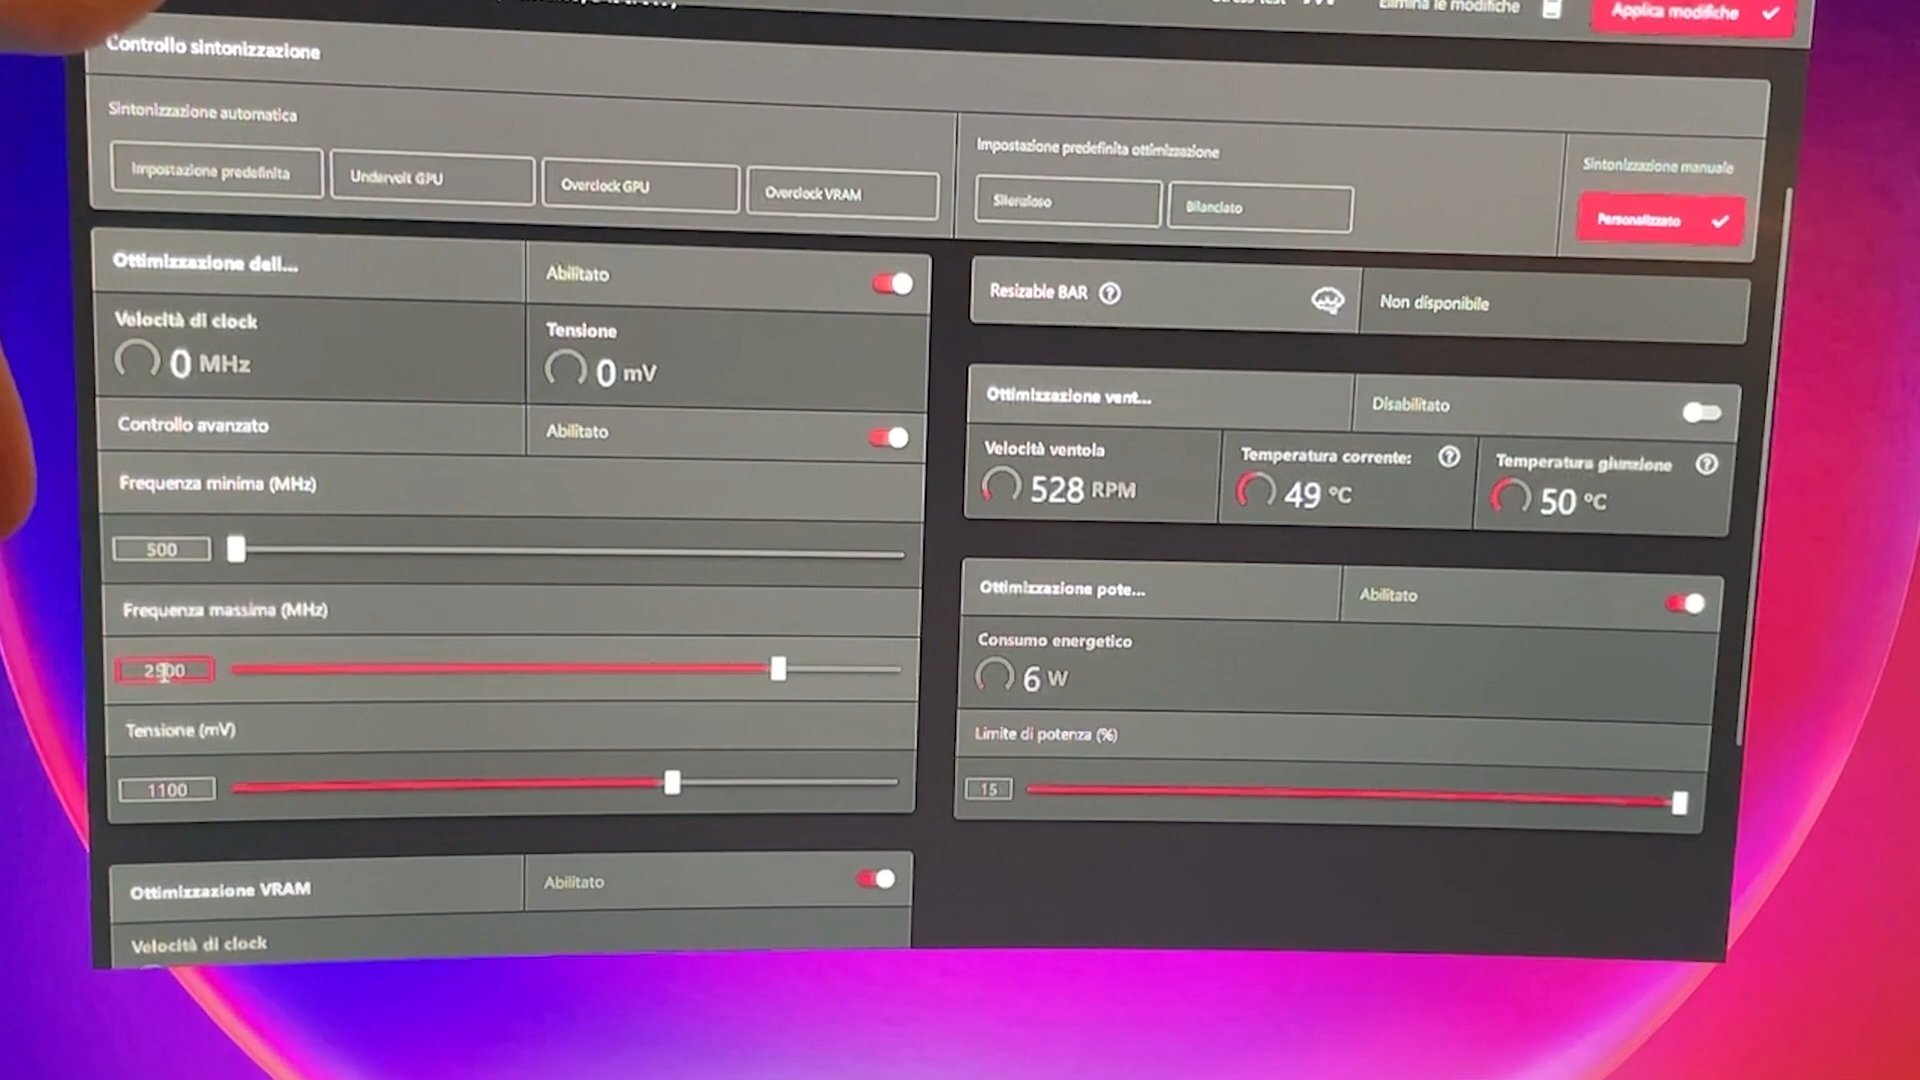 Elimina le modifiche
Applica modifiche
Controllo sintonizzazione
Sintonizzazione automatica
Impostazione predefinita
Undervolt GPU
Overclock GPU
Overclock VRAM
Impostazione predefinita ottimizzazione
Silenzioso
Bilanciato
Sintonizzazione manuale
Personalizzato
Ottimizzazione dell...
Abilitato
Velocità di clock
0 MHz
Tensione
0 mV
Controllo avanzato
Abilitato
Frequenza minima (MHz)
500
Frequenza massima (MHz)
2900
Tensione (mV)
1100
Ottimizzazione VRAM
Abilitato
Velocità di clock
Resizable BAR ?
Non disponibile
Ottimizzazione vent...
Disabilitato
Velocità ventola
528 RPM
Temperatura corrente: ?
49 °C
Temperatura giunzione ?
50 °C
Ottimizzazione pote...
Abilitato
Consumo energetico
6 W
Limite di potenza (%)
15